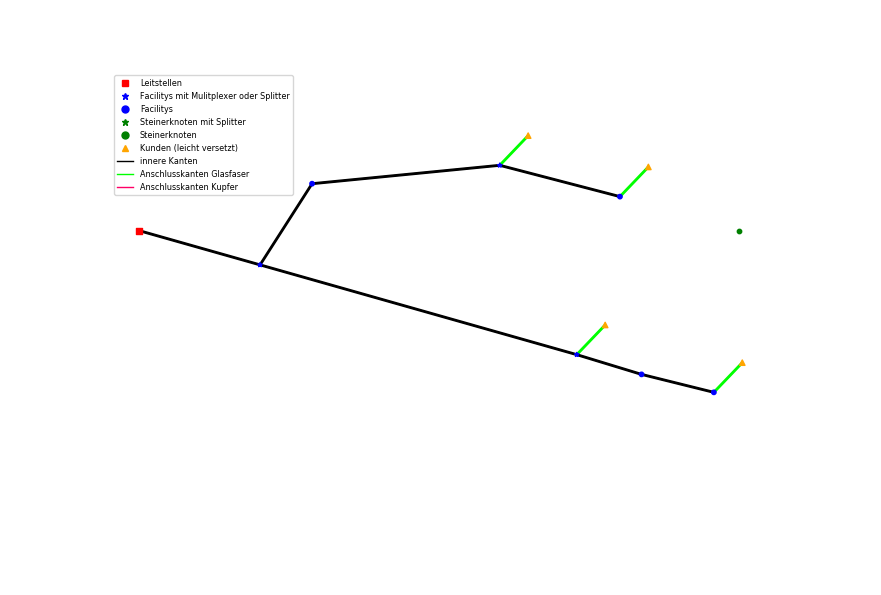 Leitstellen
Facilitys mit Mulitplexer oder Splitter
Facilitys
Steinerknoten mit Splitter
Steinerknoten
Kunden (leicht versetzt)
innere Kanten
Anschlusskanten Glasfaser
Anschlusskanten Kupfer